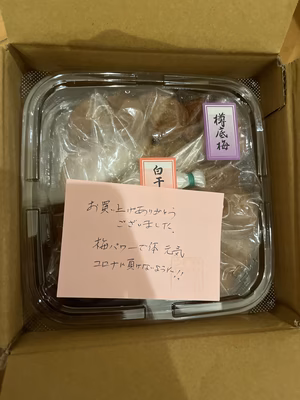 樽底梅
白干
お買い上げありがとう
ございました。
梅パワーで体元気
コロナに負けないように!!